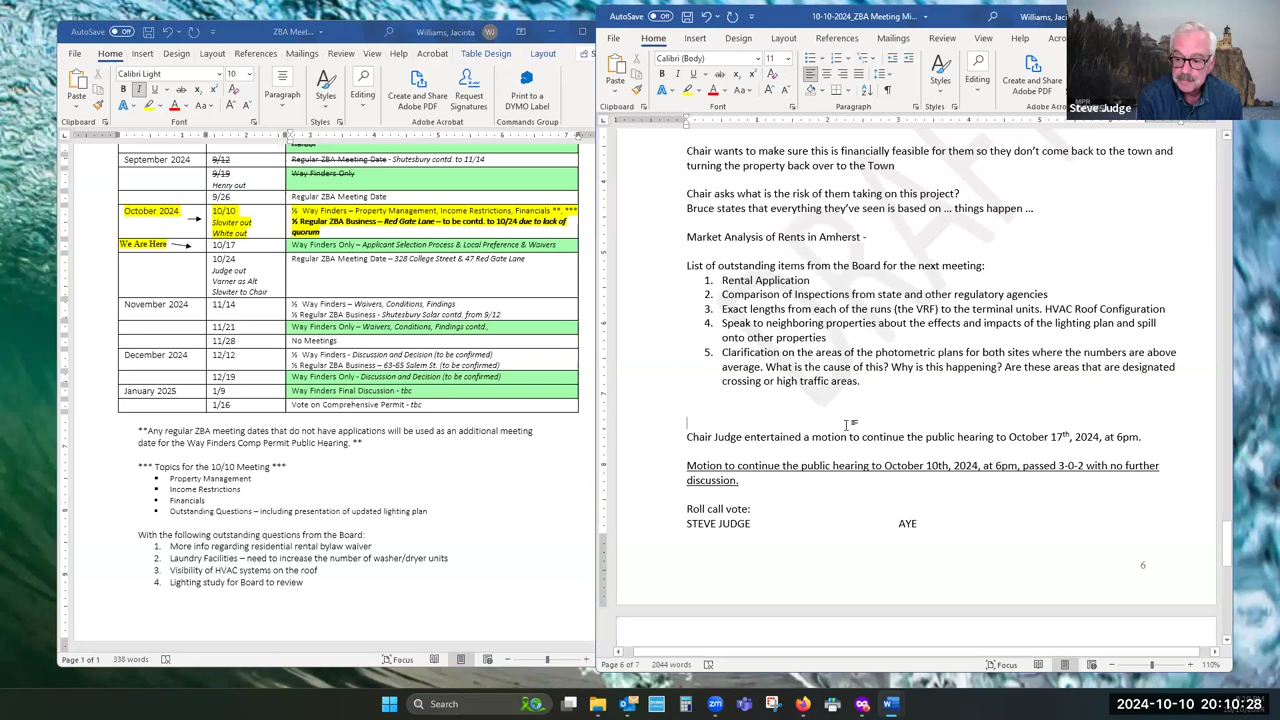 AutoSave Off ZBA Meet... Williams, Jacinta WJ
File Home Insert Design Layout References Mailings Review View Help Acrobat Table Design Layout
Calibri Light 10
Paste
Paragraph Styles Editing Create and Share Adobe PDF Request Signatures Print to a DYMO Label
Clipboard Font Adobe Acrobat Commands Group
Harbor
September 2024 9/12 Regular ZBA Meeting Date - Shutesbury contd. to 11/14
9/19 Way Finders Only
Henry out
9/26 Regular ZBA Meeting Date
October 2024 10/10 ½ Way Finders – Property Management, Income Restrictions, Financials **, ***
Sloviter out ½ Regular ZBA Business – Red Gate Lane – to be contd. to 10/24 due to lack of
White out quorum
We Are Here 10/17 Way Finders Only – Applicant Selection Process & Local Preference & Waivers
10/24 Regular ZBA Meeting Date – 328 College Street & 47 Red Gate Lane
Judge out
Varner as Alt
Sloviter to Chair
November 2024 11/14 ½ Way Finders – Waivers, Conditions, Findings
½ Regular ZBA Business - Shutesbury Solar contd. from 9/12
11/21 Way Finders Only – Waivers, Conditions, Findings contd.,
11/28 No Meetings
December 2024 12/12 ½ Way Finders - Discussion and Decision (to be confirmed)
½ Regular ZBA Business – 63-65 Salem St. (to be confirmed)
12/19 Way Finders Only - Discussion and Decision (to be confirmed)
January 2025 1/9 Way Finders Final Discussion - tbc
1/16 Vote on Comprehensive Permit - tbc
**Any regular ZBA meeting dates that do not have applications will be used as an additional meeting
date for the Way Finders Comp Permit Public Hearing. **
*** Topics for the 10/10 Meeting ***
Property Management
Income Restrictions
Financials
Outstanding Questions – including presentation of updated lighting plan
With the following outstanding questions from the Board:
1. More info regarding residential rental bylaw waiver
2. Laundry Facilities – need to increase the number of washer/dryer units
3. Visibility of HVAC systems on the roof
4. Lighting study for Board to review
Page 1 of 1 338 words Focus
AutoSave Off 10-10-2024_ZBA Meeting Mi... Williams, Jacinta
File Home Insert Design Layout References Mailings Review View Help
Calibri (Body) 11
Paste
Styles Editing Create and Share Adobe PDF
Clipboard Font Paragraph Styles
Steve Judge
Chair wants to make sure this is financially feasible for them so they don't come back to the town and
turning the property back over to the Town
Chair asks what is the risk of them taking on this project?
Bruce states that everything they've seen is based on … things happen …
Market Analysis of Rents in Amherst -
List of outstanding items from the Board for the next meeting:
1. Rental Application
2. Comparison of Inspections from state and other regulatory agencies
3. Exact lengths from each of the runs (the VRF) to the terminal units. HVAC Roof Configuration
4. Speak to neighboring properties about the effects and impacts of the lighting plan and spill
onto other properties
5. Clarification on the areas of the photometric plans for both sites where the numbers are above
average. What is the cause of this? Why is this happening? Are these areas that are designated
crossing or high traffic areas.
Chair Judge entertained a motion to continue the public hearing to October 17th, 2024, at 6pm.
Motion to continue the public hearing to October 10th, 2024, at 6pm, passed 3-0-2 with no further
discussion.
Roll call vote:
STEVE JUDGE AYE
6
Page 6 of 7 2044 words Focus 110%
Search
2024-10-10 20:10:28